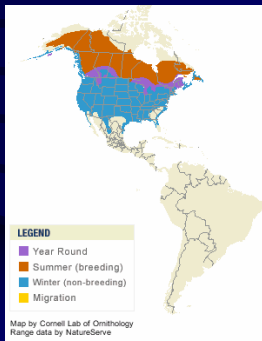 LEGEND
Year Round
Summer (breeding)
Winter (non-breeding)
Migration
Map by Cornell Lab of Ornithology
Range data by NatureServe